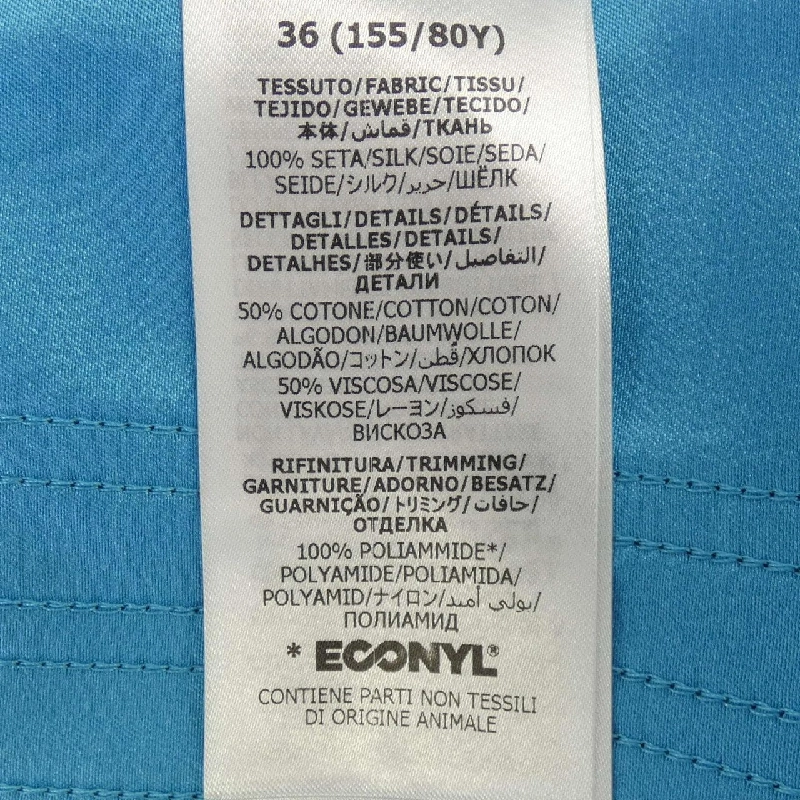 36 (155/80Y)
TESSUTO/FABRIC/TISSU/
TEJIDO/GEWEBE/TECIDO/
本体/قماش/ТКАНЬ
100% SETA/SILK/SOIE/SEDA/
SEIDE/シルク/حرير/ШЁЛК
DETTAGLI/DETAILS/DÉTAILS/
DETALLES/DETAILS/
DETALHES/部分使い/التفاصيل/
ДЕТАЛИ
50% COTONE/COTTON/COTON/
ALGODON/BAUMWOLLE/
ALGODÃO/コットン/قُطن/ХЛОПОК
50% VISCOSA/VISCOSE/
VISKOSE/レーヨン/فسكوز/
ВИСКОЗА
RIFINITURA/TRIMMING/
GARNITURE/ADORNO/BESATZ/
GUARNIÇÃO/トリミング/حافات/
ОТДЕЛКА
100% POLIAMMIDE*/
POLYAMIDE/POLIAMIDA/
POLYAMID/ナイロン/بولي أميد/
ПОЛИАМИД
* ECONYL®
CONTIENE PARTI NON TESSILI
DI ORIGINE ANIMALE